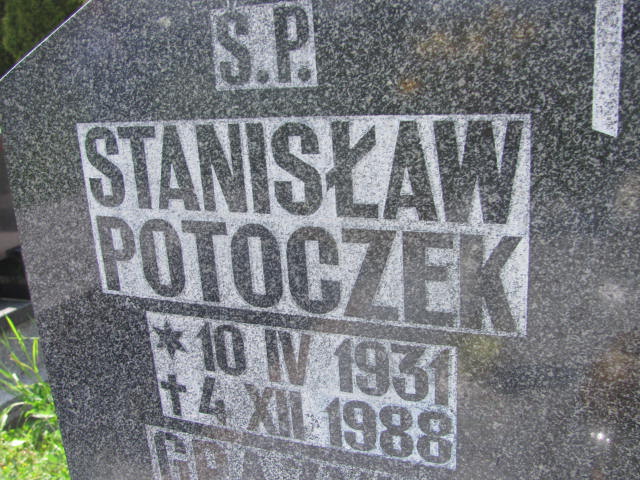 Ś.P.
STANISŁAW
POTOCZEK
* 10 IV 1931
† 4 XII 1988